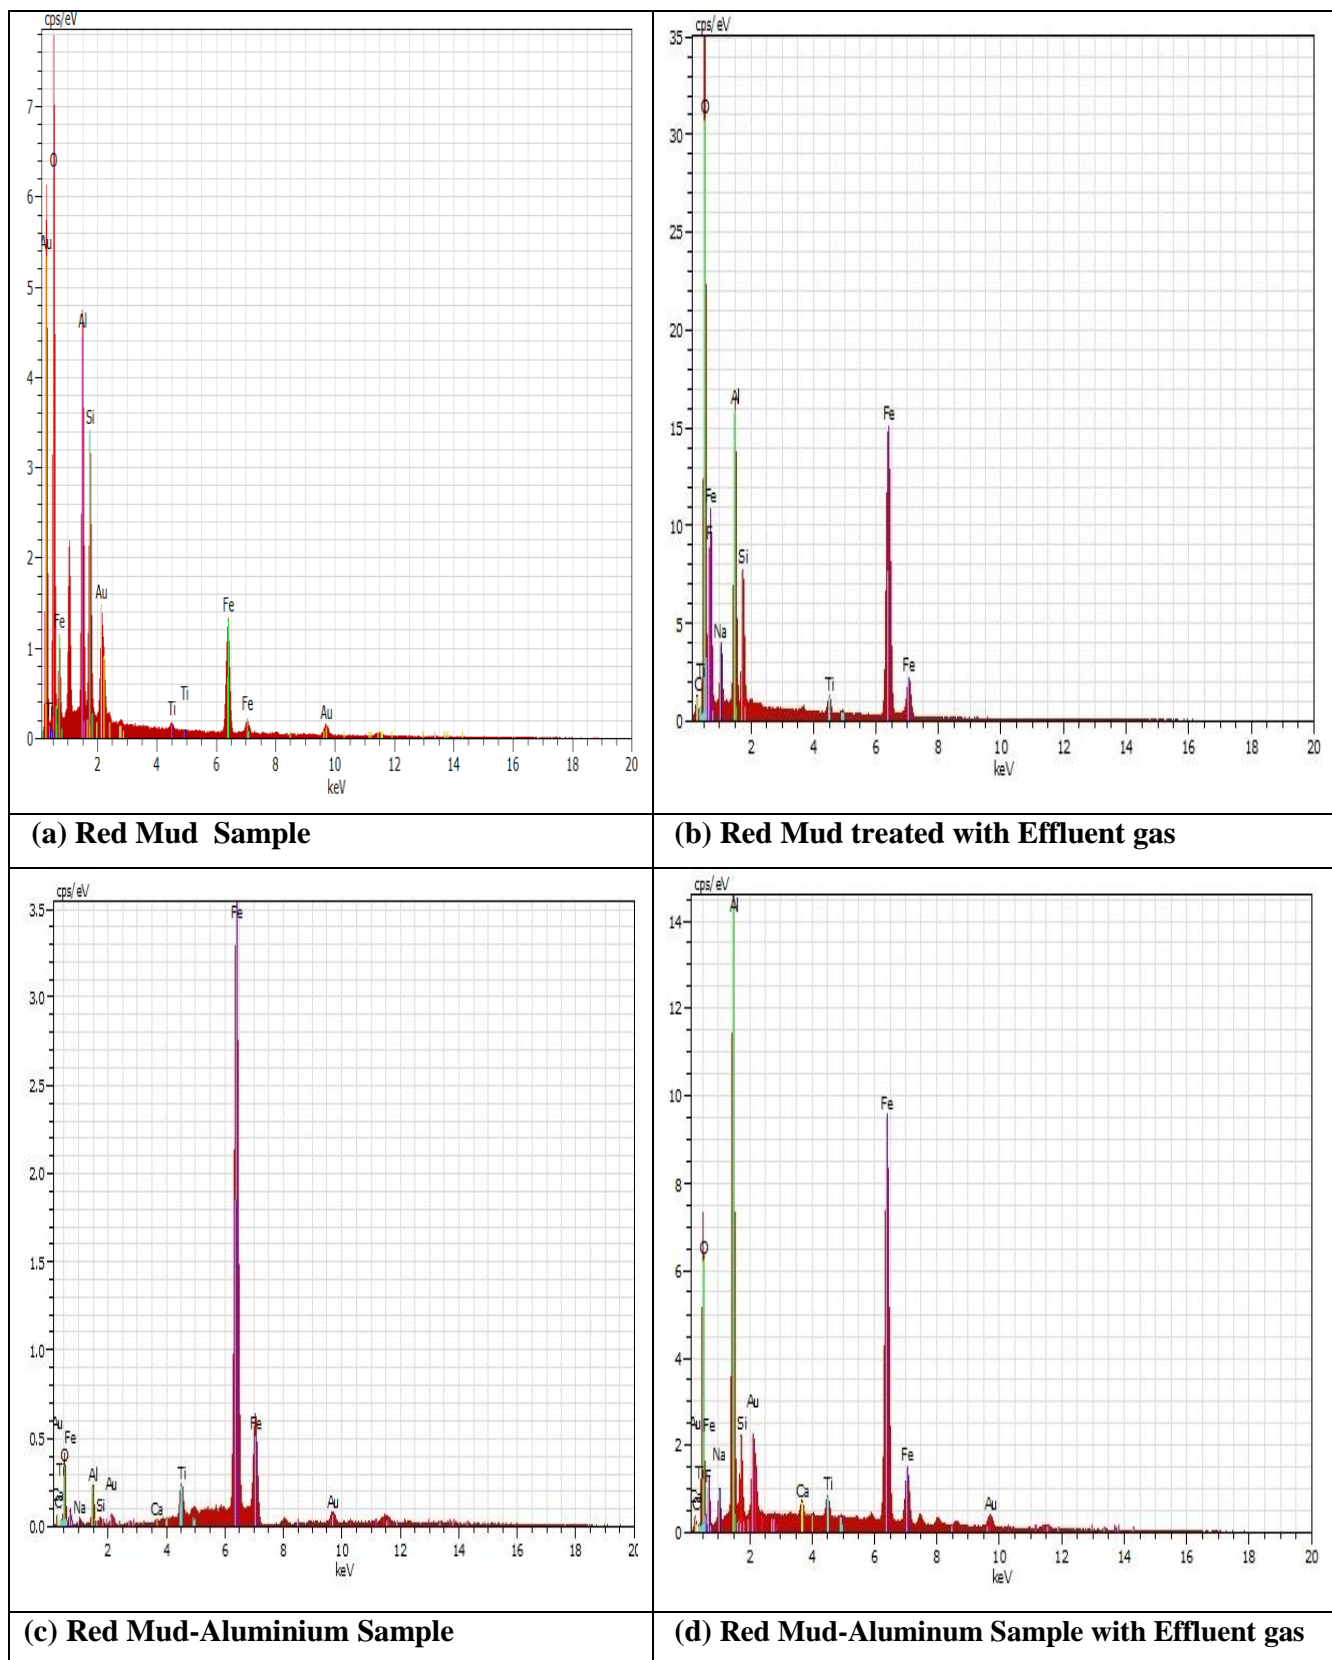 cps/eV
7
6
5
4
3
2
1
0
O
Au
Al
Si
Au
Fe
Ti
Ti
Fe
Fe
Au
2 4 6 8 10 12 14 16 18 20
keV
(a) Red Mud Sample
cps/eV
35
30
25
20
15
10
5
0
O
Al
Fe
Fe
F
Si
Na
C
Ti
Fe
2 4 6 8 10 12 14 16 18 20
keV
(b) Red Mud treated with Effluent gas
cps/eV
3.5
3.0
2.5
2.0
1.5
1.0
0.5
0.0
Fe
Au
Fe
O
Al
Au
Na
Si
Ca
Ti
Fe
Au
2 4 6 8 10 12 14 16 18
keV
(c) Red Mud-Aluminium Sample
cps/eV
14
12
10
8
6
4
2
0
Al
Fe
O
Au
Fe
Si
Au
Na
Ca
Ti
Fe
Au
2 4 6 8 10 12 14 16 18 20
keV
(d) Red Mud-Aluminum Sample with Effluent gas